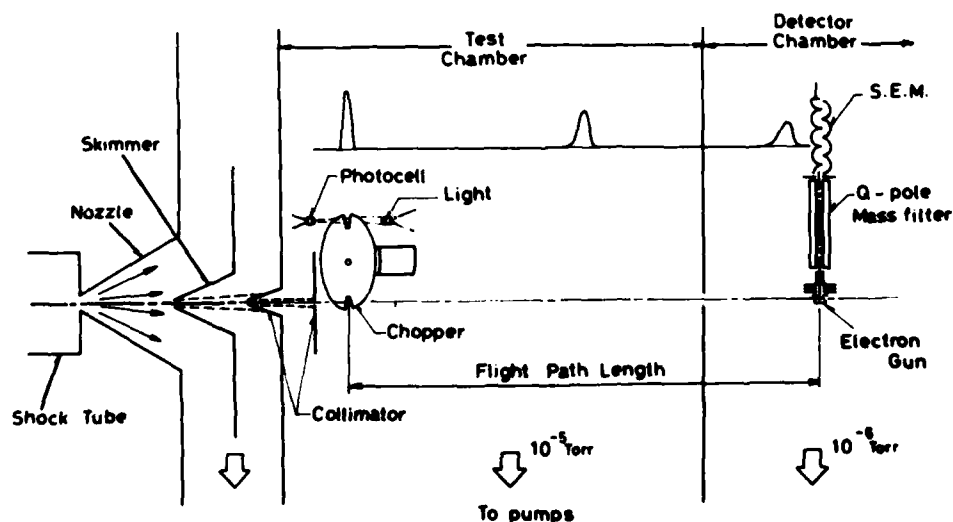 Test
Chamber
Detector
Chamber
S.E.M.
Skimmer
Photocell
Light
Nozzle
Q-pole
Mass filter
Chopper
Electron
Gun
Flight Path Length
Shock Tube
Collimator
10⁻⁵ Torr
10⁻⁶ Torr
To pumps